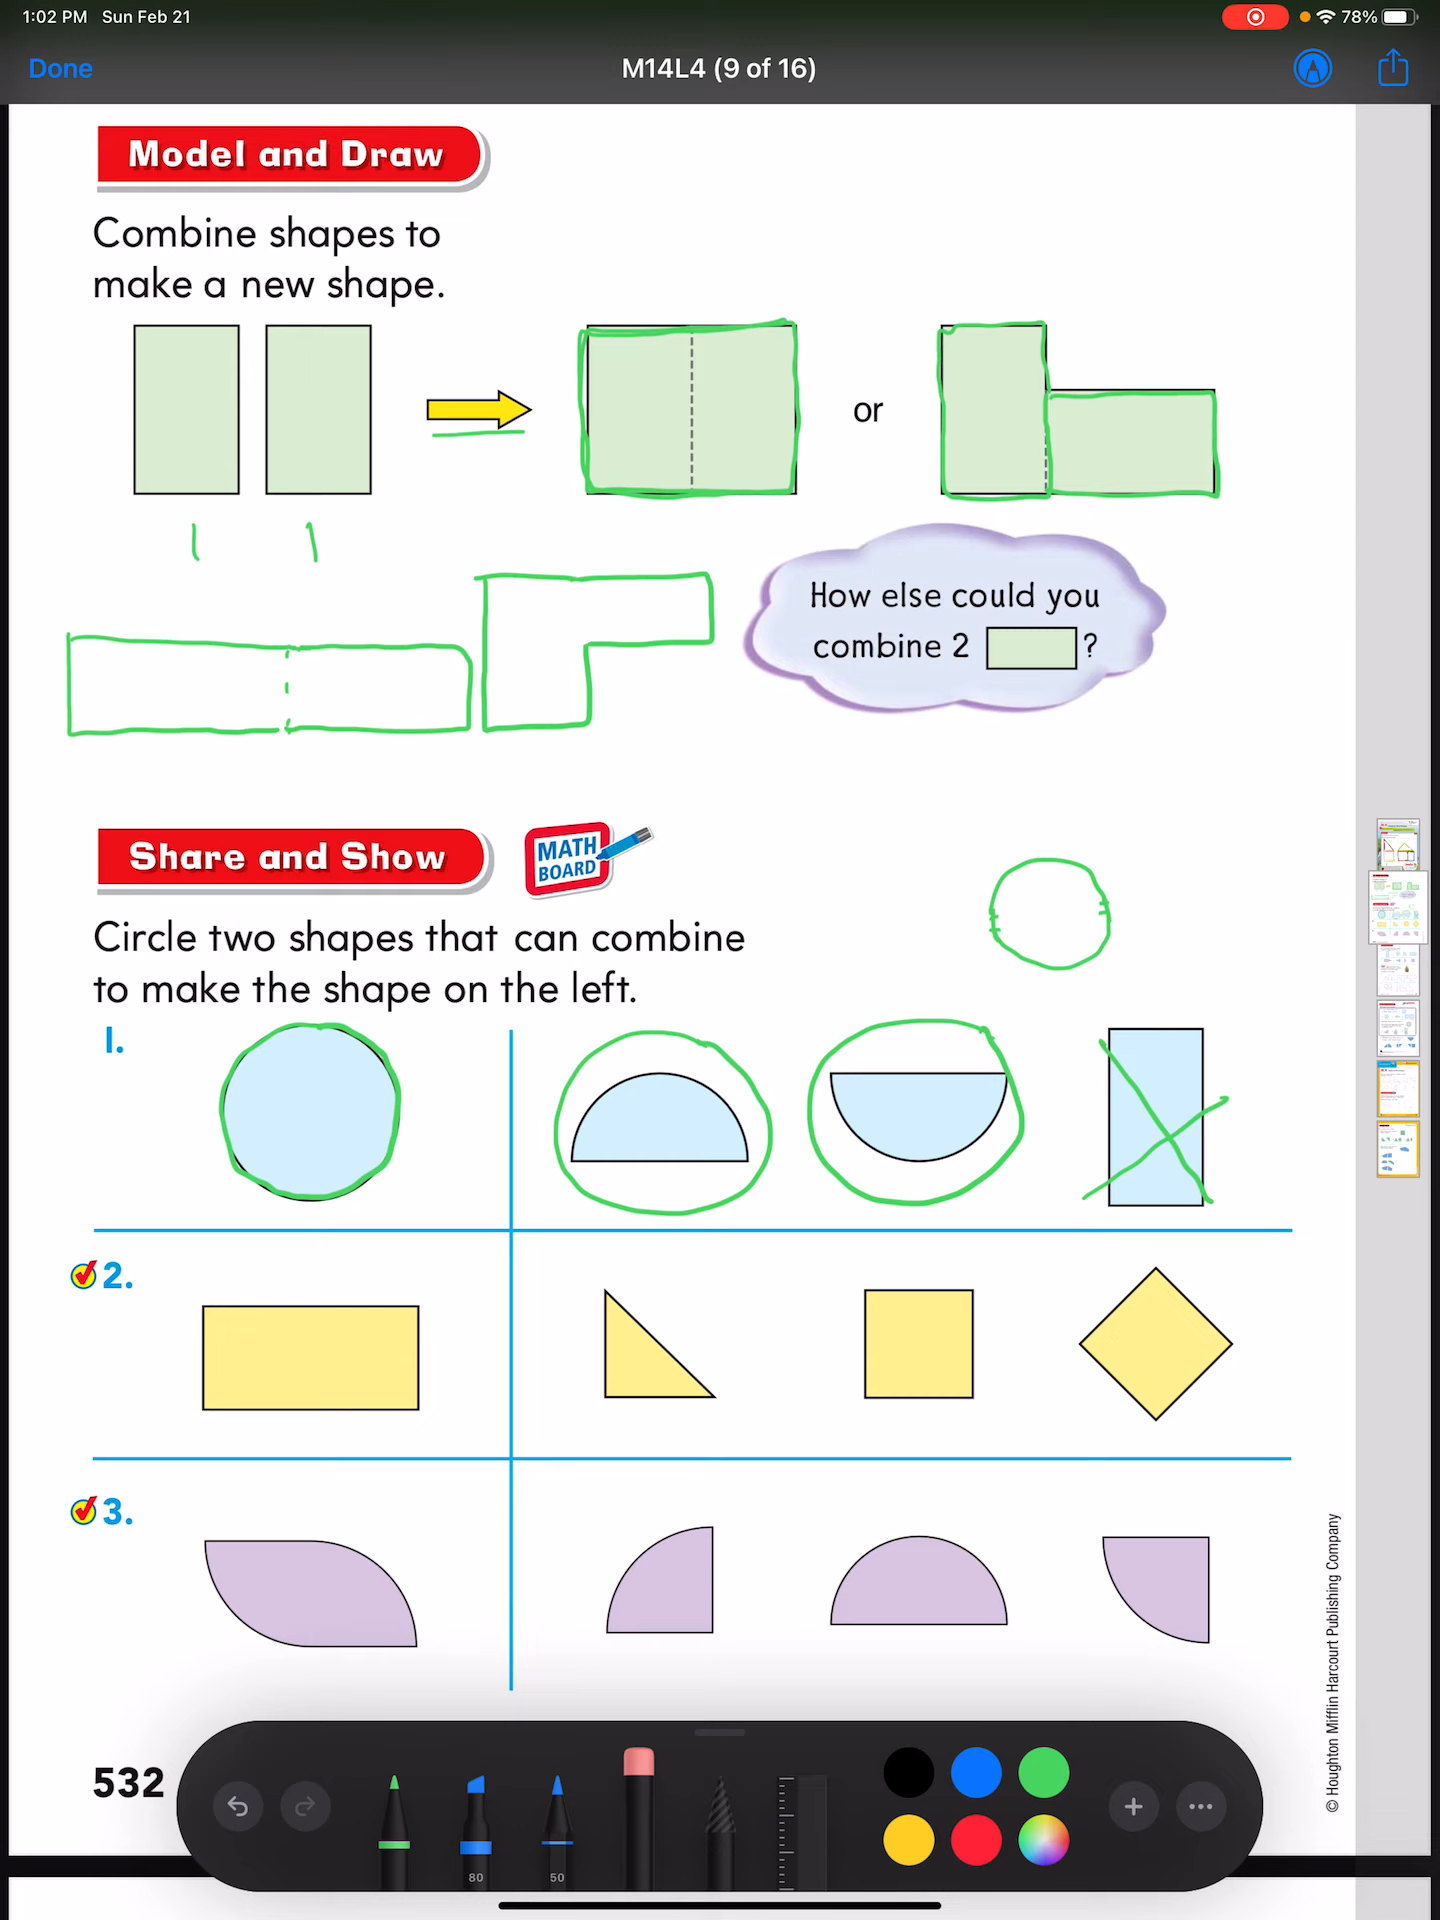 1:02 PM Sun Feb 21
78%
Done
M14L4 (9 of 16)
Model and Draw
Combine shapes to
make a new shape.
or
How else could you
combine 2 ?
Share and Show
MATH
BOARD
Circle two shapes that can combine
to make the shape on the left.
1.
2.
3.
© Houghton Mifflin Harcourt Publishing Company
532
80
50